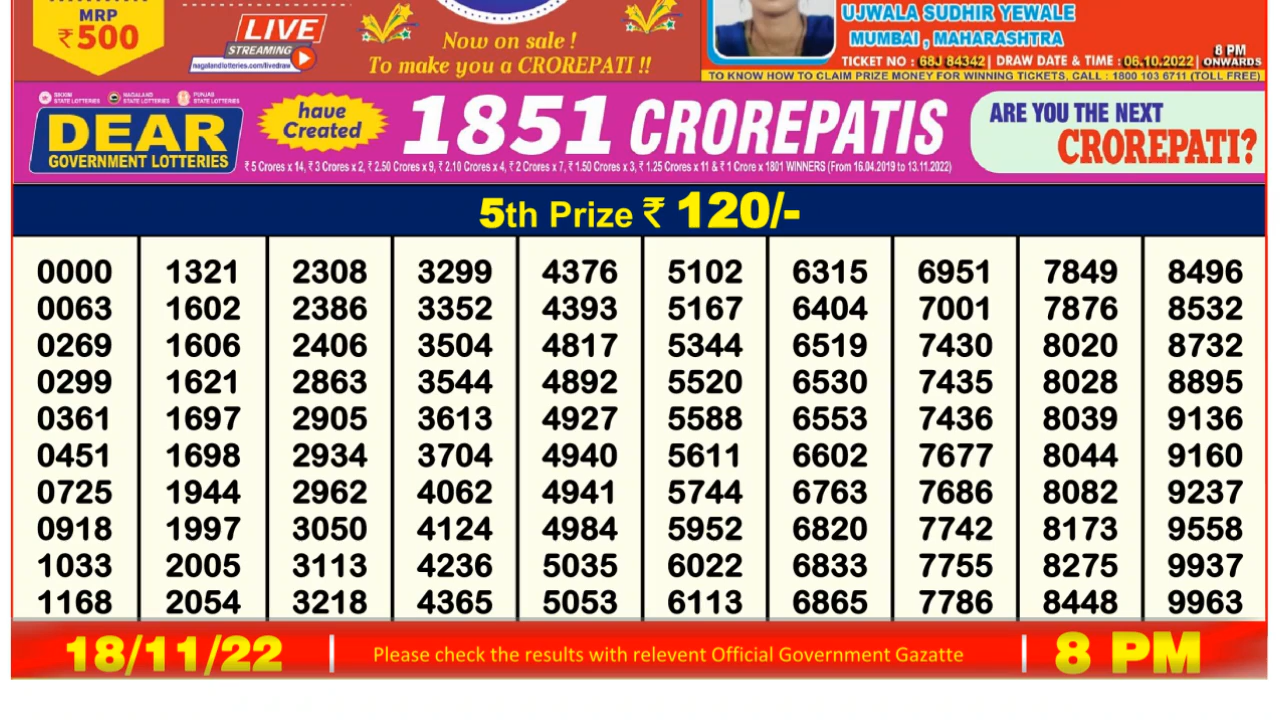 MRP
₹500
LIVE
STREAMING
nagalandlotteries.com/livedraw
Now on sale !
To make you a CROREPATI !!
UJWALA SUDHIR YEWALE
MUMBAI , MAHARASHTRA
TICKET NO : 68J 84342 | DRAW DATE & TIME : 06.10.2022 | 8 PM ONWARDS
TO KNOW HOW TO CLAIM PRIZE MONEY FOR WINNING TICKETS, CALL : 1800 103 6711 (TOLL FREE)
SIKKIM STATE LOTTERIES NAGALAND STATE LOTTERIES PUNJAB STATE LOTTERIES
DEAR
GOVERNMENT LOTTERIES
have
Created
1851 CROREPATIS
₹ 5 Crores x 14, ₹ 3 Crores x 2, ₹ 2.50 Crores x 9, ₹ 2.10 Crores x 4, ₹ 2 Crores x 7, ₹ 1.50 Crores x 3, ₹ 1.25 Crores x 11 & ₹ 1 Crore x 1801 WINNERS (From 16.04.2019 to 13.11.2022)
ARE YOU THE NEXT
CROREPATI?
5th Prize ₹ 120/-
0000 1321 2308 3299 4376 5102 6315 6951 7849 8496
0063 1602 2386 3352 4393 5167 6404 7001 7876 8532
0269 1606 2406 3504 4817 5344 6519 7430 8020 8732
0299 1621 2863 3544 4892 5520 6530 7435 8028 8895
0361 1697 2905 3613 4927 5588 6553 7436 8039 9136
0451 1698 2934 3704 4940 5611 6602 7677 8044 9160
0725 1944 2962 4062 4941 5744 6763 7686 8082 9237
0918 1997 3050 4124 4984 5952 6820 7742 8173 9558
1033 2005 3113 4236 5035 6022 6833 7755 8275 9937
1168 2054 3218 4365 5053 6113 6865 7786 8448 9963
18/11/22 | Please check the results with relevent Official Government Gazatte | 8 PM